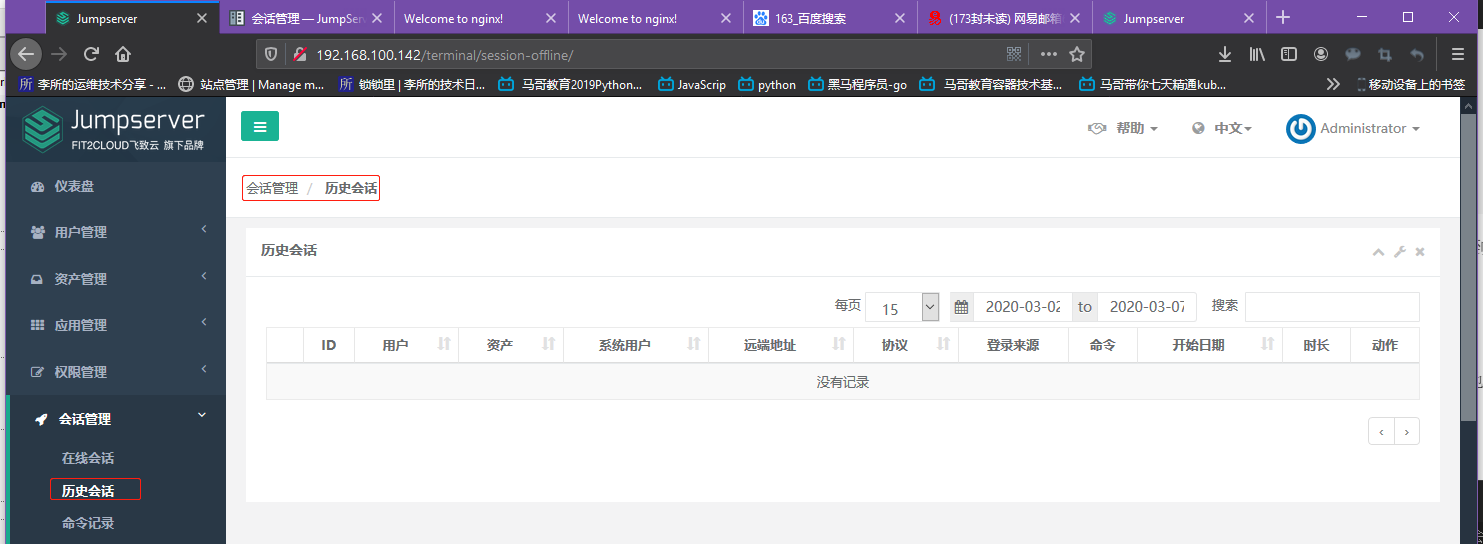 Jumpserver
会话管理 — JumpSer
Welcome to nginx!
Welcome to nginx!
163_百度搜索
(173封未读) 网易邮箱
Jumpserver
192.168.100.142/terminal/session-offline/
所 李所的运维技术分享 - ...
站点管理 | Manage m...
所 锁锁里 | 李所的技术日...
马哥教育2019Python...
JavaScrip
python
黑马程序员-go
马哥教育容器技术基...
马哥带你七天精通kub...
移动设备上的书签
Jumpserver
FIT2CLOUD飞致云 旗下品牌
帮助
中文
Administrator
仪表盘
用户管理
资产管理
应用管理
权限管理
会话管理
在线会话
历史会话
命令记录
会话管理 / 历史会话
历史会话
每页 15 2020-03-02 to 2020-03-07 搜索
ID 用户 资产 系统用户 远端地址 协议 登录来源 命令 开始日期 时长 动作
没有记录
‹ ›